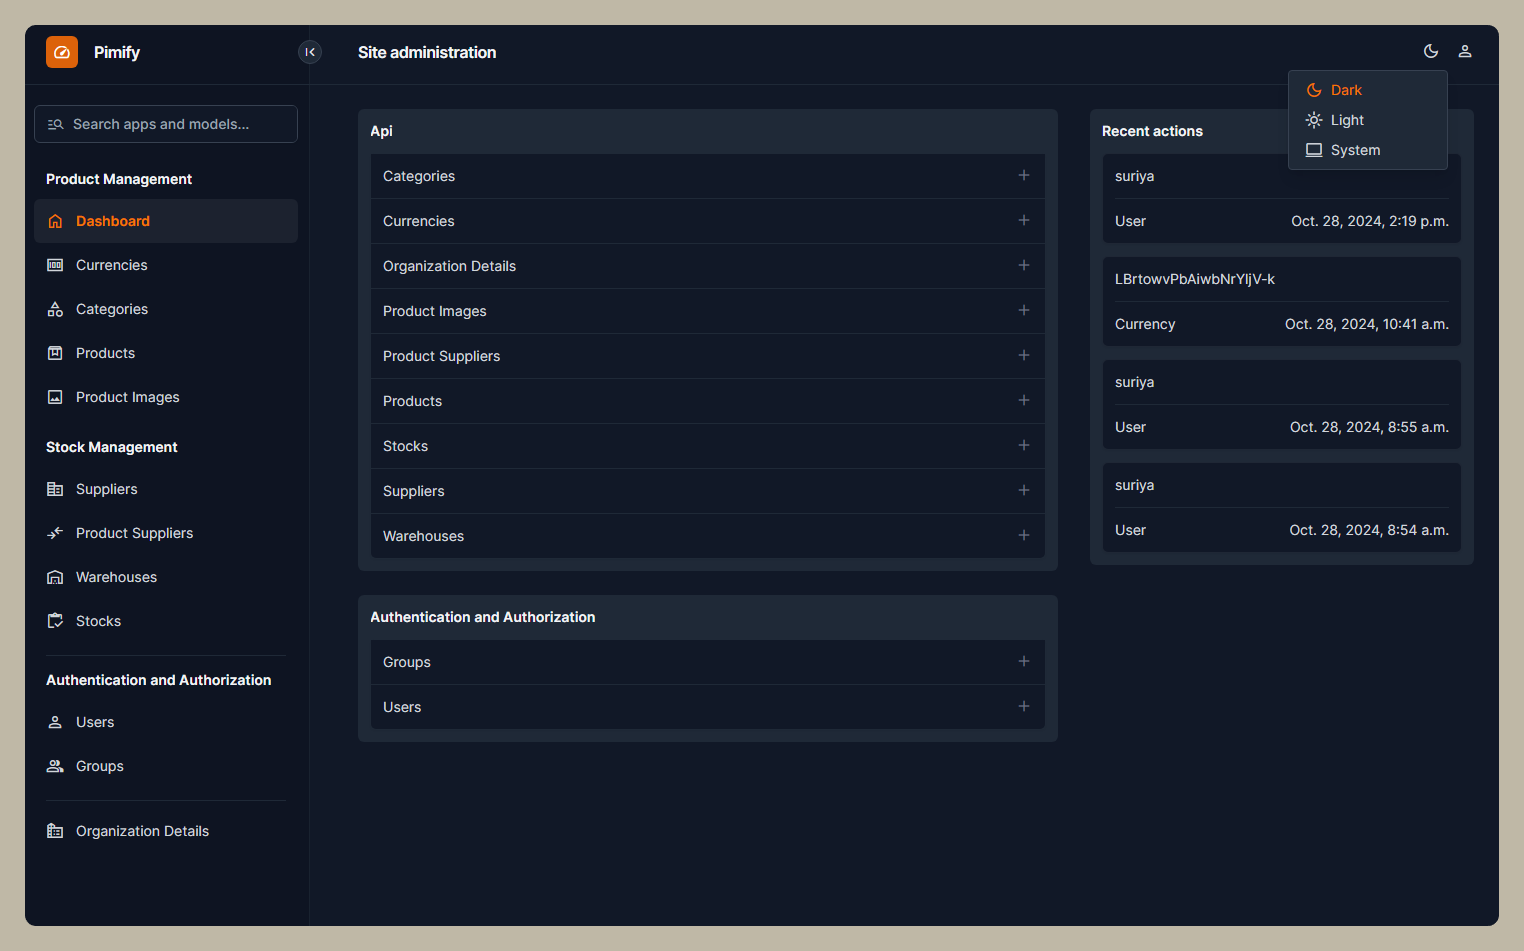 Pimify
Search apps and models...
Product Management
Dashboard
Currencies
Categories
Products
Product Images
Stock Management
Suppliers
Product Suppliers
Warehouses
Stocks
Authentication and Authorization
Users
Groups
Organization Details
Site administration
Dark
Light
System
Api
Categories
Currencies
Organization Details
Product Images
Product Suppliers
Products
Stocks
Suppliers
Warehouses
Authentication and Authorization
Groups
Users
Recent actions
suriya
User Oct. 28, 2024, 2:19 p.m.
LBrtowvPbAiwbNrYljV-k
Currency Oct. 28, 2024, 10:41 a.m.
suriya
User Oct. 28, 2024, 8:55 a.m.
suriya
User Oct. 28, 2024, 8:54 a.m.